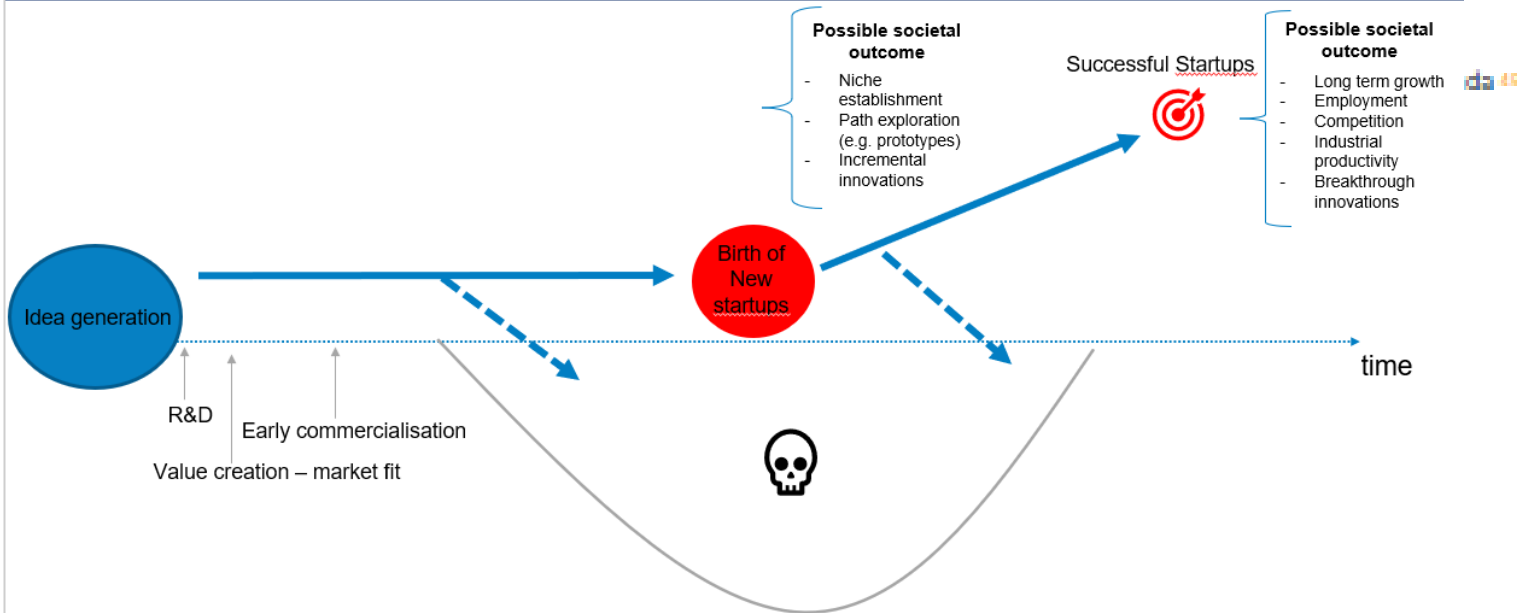 Possible societal
outcome
- Niche
establishment
- Path exploration
(e.g. prototypes)
- Incremental
innovations
Successful Startups
Possible societal
outcome
- Long term growth
- Employment
- Competition
- Industrial
productivity
- Breakthrough
innovations
Birth of
New
startups
Idea generation
time
R&D
Early commercialisation
Value creation – market fit